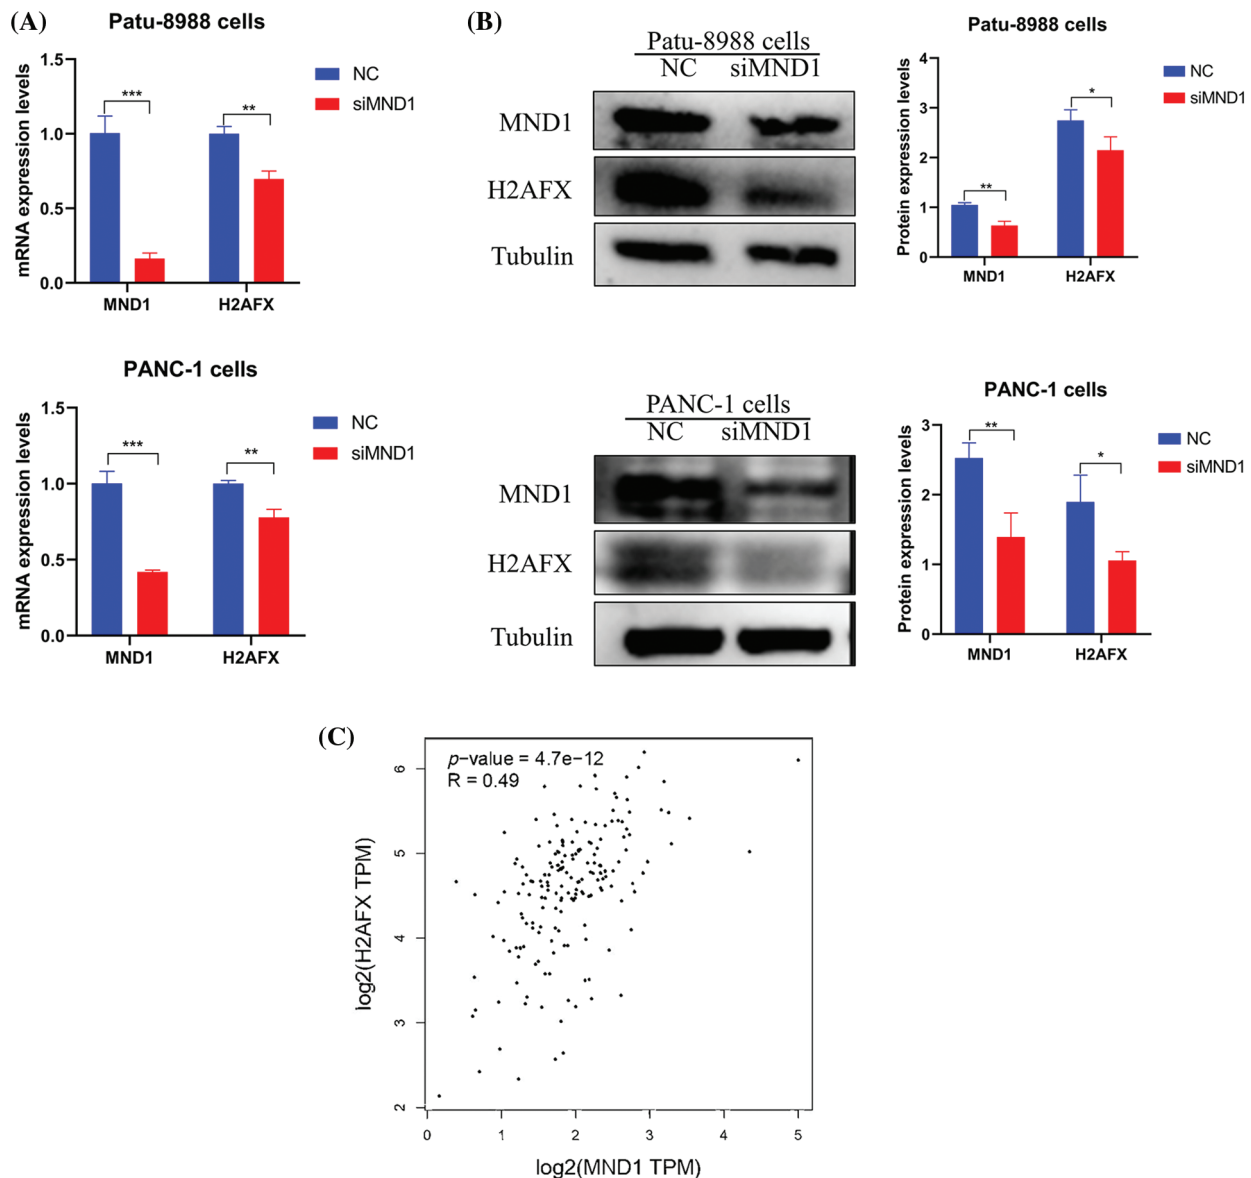 (A)
Patu-8988 cells
mRNA expression levels
1.5
1.0
0.5
0.0
***
**
MND1
H2AFX
NC
siMND1
PANC-1 cells
mRNA expression levels
1.5
1.0
0.5
0.0
***
**
MND1
H2AFX
NC
siMND1
(B)
Patu-8988 cells
NC siMND1
MND1
H2AFX
Tubulin
Patu-8988 cells
Protein expression levels
4
3
2
1
0
**
*
MND1
H2AFX
NC
siMND1
PANC-1 cells
NC siMND1
MND1
H2AFX
Tubulin
PANC-1 cells
Protein expression levels
3
2
1
0
**
*
MND1
H2AFX
NC
siMND1
(C)
p-value = 4.7e-12
R = 0.49
log2(H2AFX TPM)
6
5
4
3
2
0 1 2 3 4 5
log2(MND1 TPM)